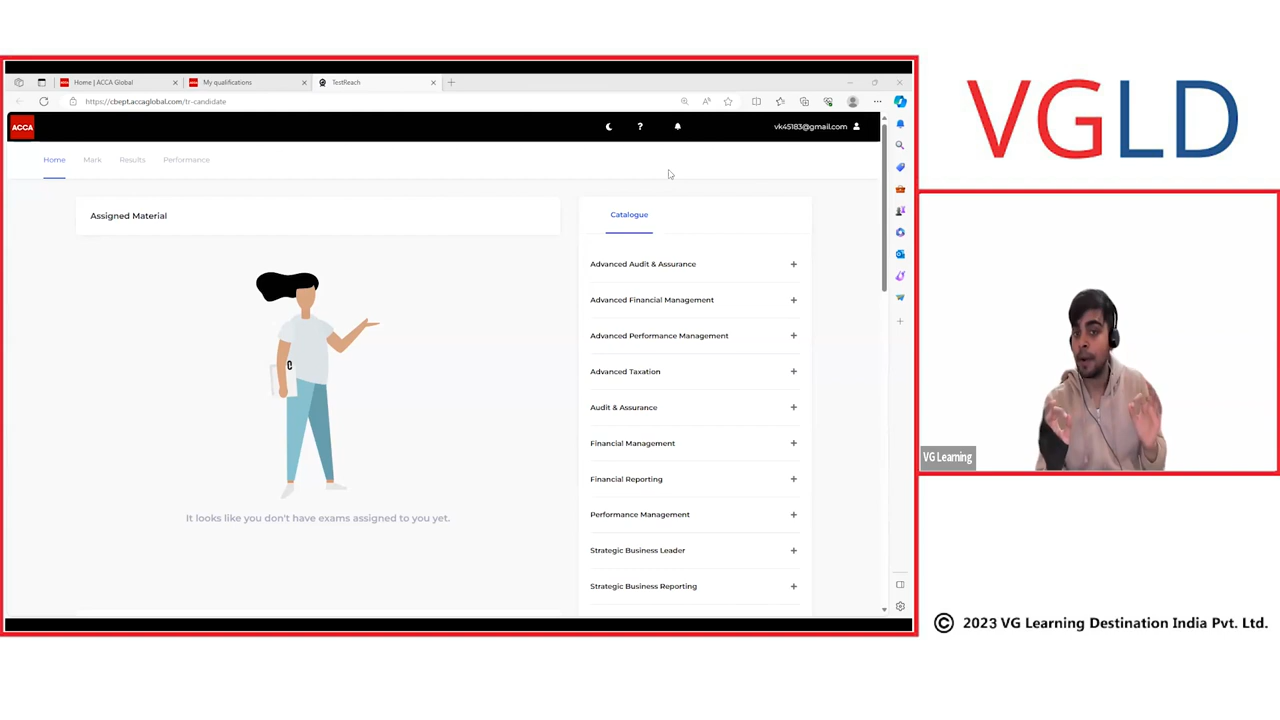 Home | ACCA Global
My qualifications
TestReach
https://cbept.accaglobal.com/tr-candidate
ACCA
?
vk45183@gmail.com
Home
Mark
Results
Performance
Assigned Material
It looks like you don't have exams assigned to you yet.
Catalogue
Advanced Audit & Assurance
Advanced Financial Management
Advanced Performance Management
Advanced Taxation
Audit & Assurance
Financial Management
Financial Reporting
Performance Management
Strategic Business Leader
Strategic Business Reporting
VGLD
VG Learning
© 2023 VG Learning Destination India Pvt. Ltd.